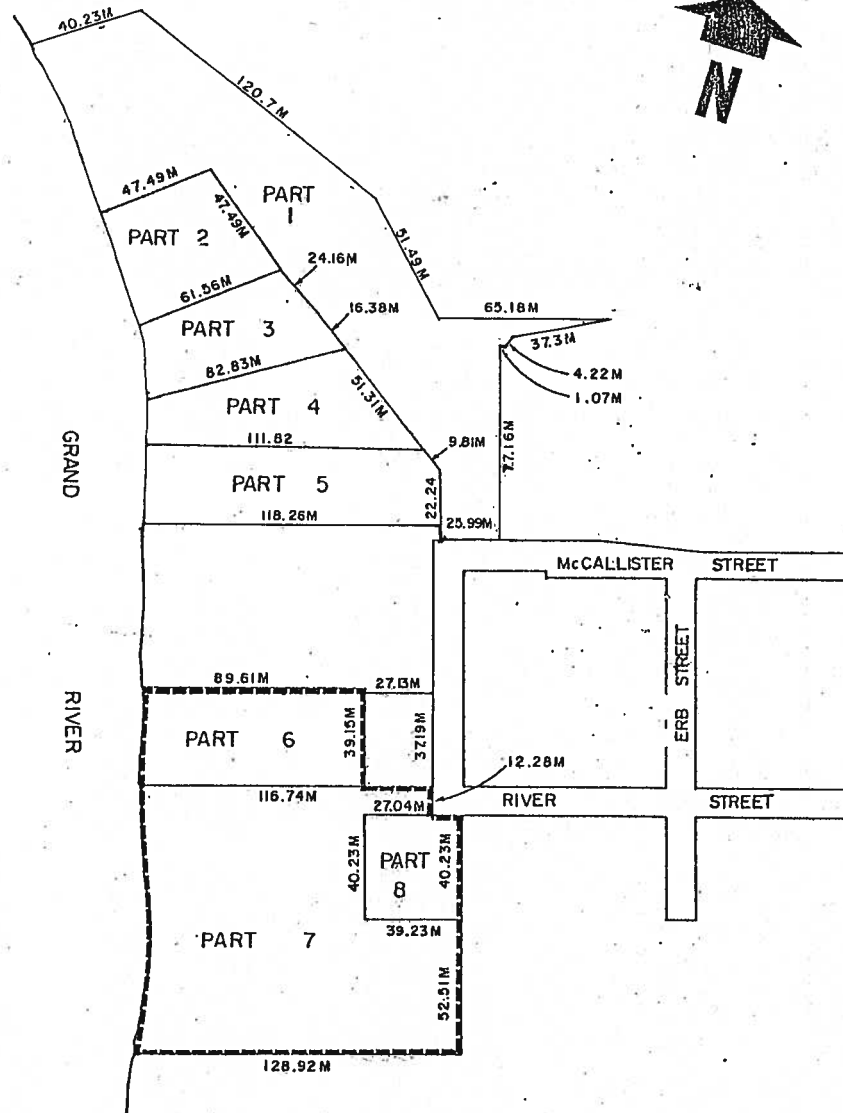 40.23M
N
120.7M
47.49M
PART 1
47.49M
PART 2
51.49M
24.16M
61.56M
65.18M
16.38M
PART 3
37.3M
82.83M
4.22M
51.31M
1.07M
PART 4
GRAND
111.82
9.81M
77.16M
PART 5
22.24
118.26M
25.99M
McCALLISTER STREET
ERB STREET
RIVER
89.61M
27.13M
PART 6
39.15M
37.19M
12.28M
116.74M
27.04M
RIVER STREET
40.23M
PART 8
40.23M
39.23M
PART 7
52.51M
128.92M